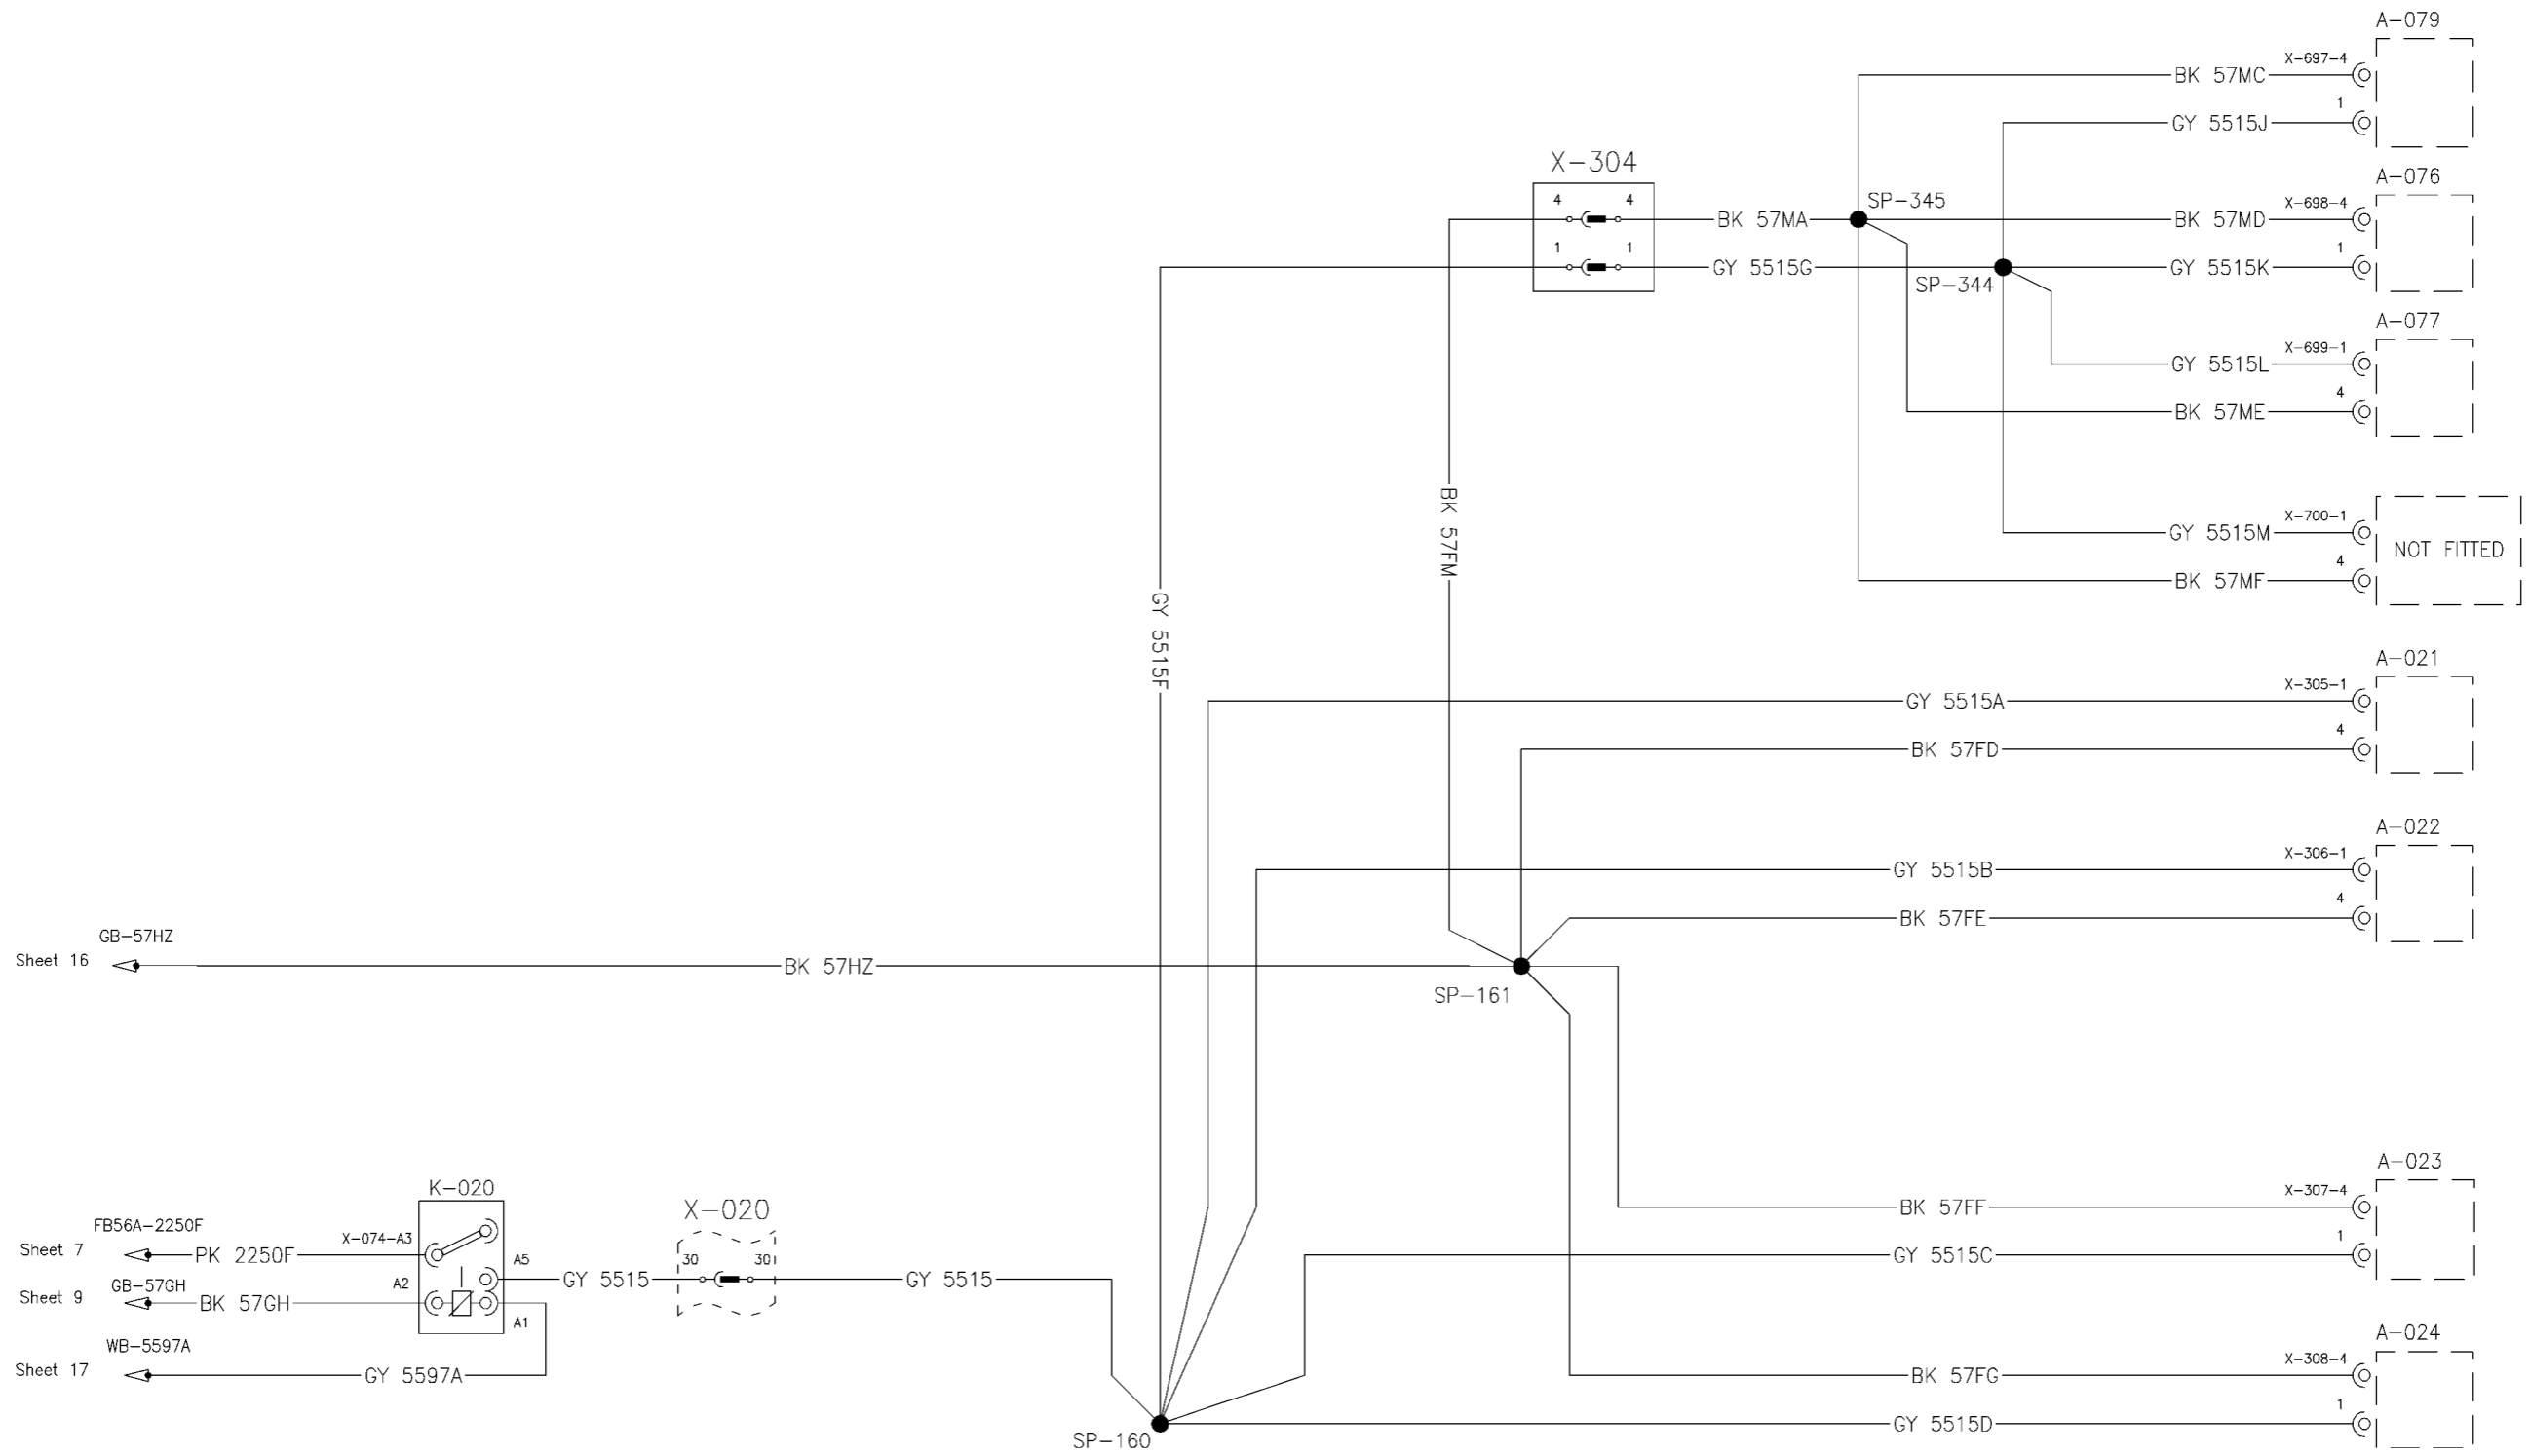 A-079
X-697-4
BK 57MC
1
GY 5515J
X-304
A-076
4 4
BK 57MA
SP-345
X-698-4
BK 57MD
1 1
GY 5515G
SP-344
1
GY 5515K
A-077
X-699-1
GY 5515L
4
BK 57ME
BK 57FM
X-700-1
GY 5515M
NOT FITTED
4
BK 57MF
GY 5515F
A-021
X-305-1
GY 5515A
4
BK 57FD
A-022
X-306-1
GY 5515B
4
BK 57FE
GB-57HZ
Sheet 16
BK 57HZ
SP-161
A-023
K-020
X-307-4
BK 57FF
X-020
FB56A-2250F
X-074-A3
Sheet 7
PK 2250F
A5
30 30
1
GY 5515C
GY 5515
GY 5515
GB-57GH
A2
Sheet 9
BK 57GH
A1
A-024
WB-5597A
Sheet 17
GY 5597A
X-308-4
BK 57FG
1
GY 5515D
SP-160